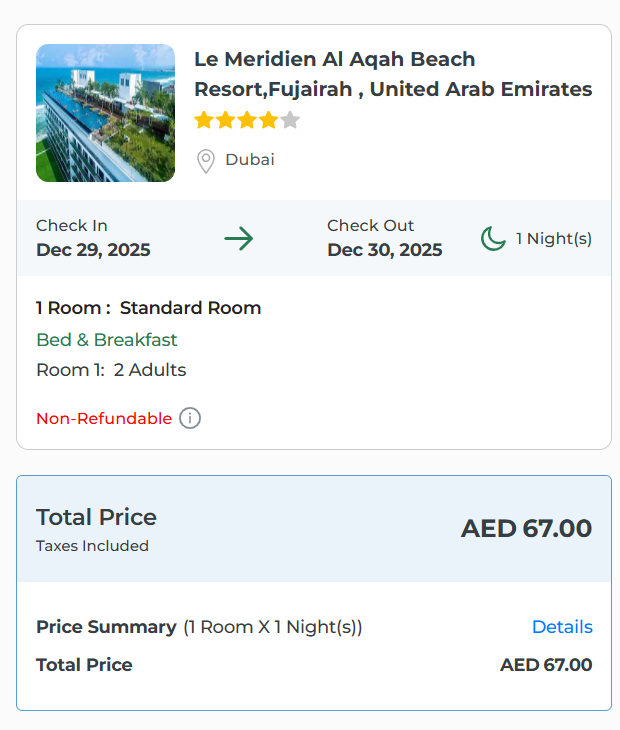 Le Meridien Al Aqah Beach
Resort,Fujairah , United Arab Emirates
Dubai
Check In
Dec 29, 2025
Check Out
Dec 30, 2025
1 Night(s)
1 Room : Standard Room
Bed & Breakfast
Room 1: 2 Adults
Non-Refundable
Total Price
Taxes Included
AED 67.00
Price Summary (1 Room X 1 Night(s))
Details
Total Price
AED 67.00